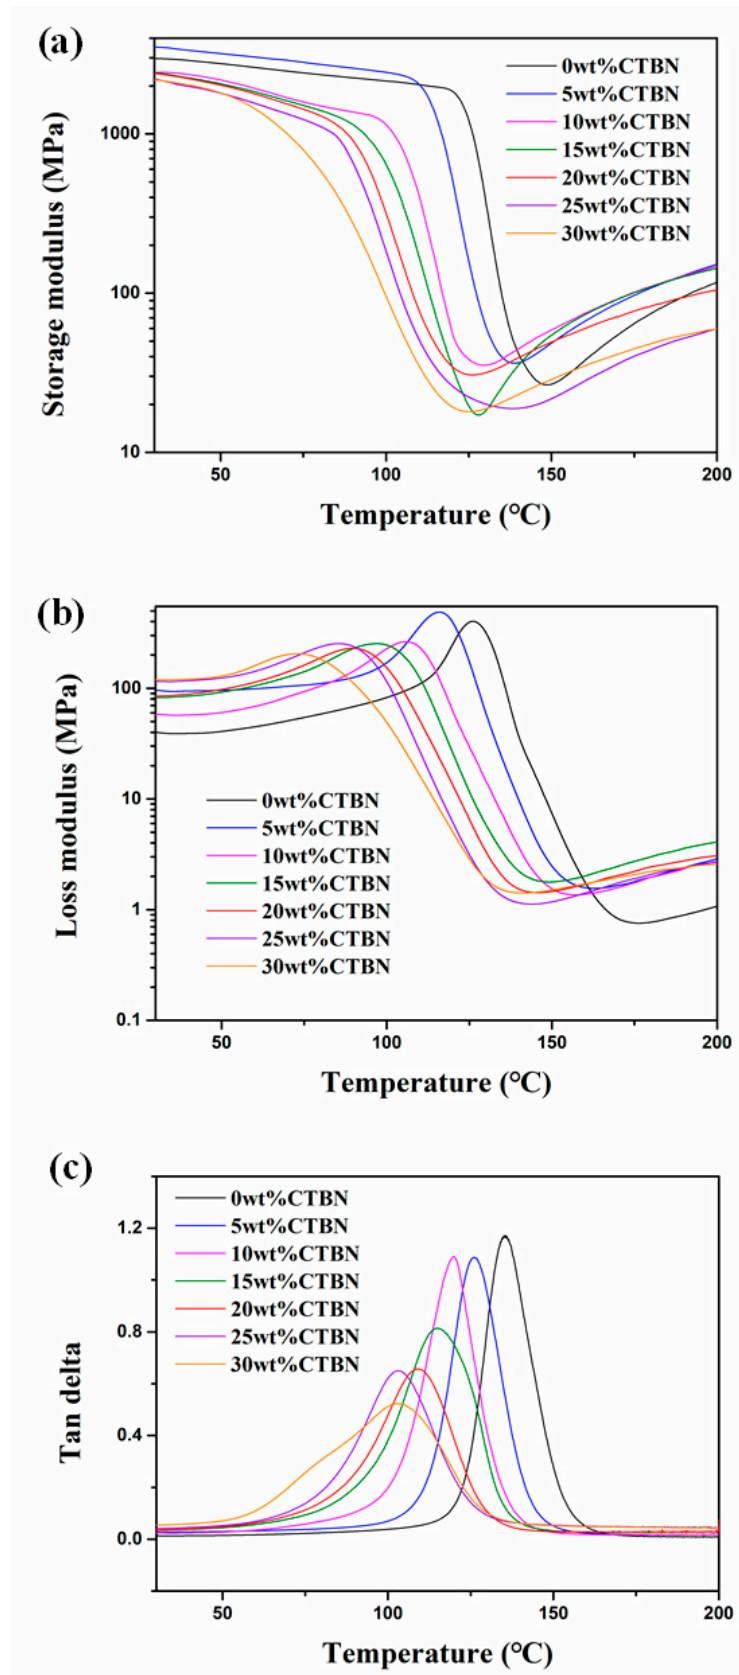 (a)
0wt%CTBN
5wt%CTBN
10wt%CTBN
15wt%CTBN
20wt%CTBN
25wt%CTBN
30wt%CTBN
Storage modulus (MPa)
1000
100
10
50
100
150
200
Temperature (℃)
(b)
Loss modulus (MPa)
100
10
1
0.1
0wt%CTBN
5wt%CTBN
10wt%CTBN
15wt%CTBN
20wt%CTBN
25wt%CTBN
30wt%CTBN
50
100
150
200
Temperature (℃)
(c)
0wt%CTBN
5wt%CTBN
10wt%CTBN
15wt%CTBN
20wt%CTBN
25wt%CTBN
30wt%CTBN
Tan delta
1.2
0.8
0.4
0.0
50
100
150
200
Temperature (℃)